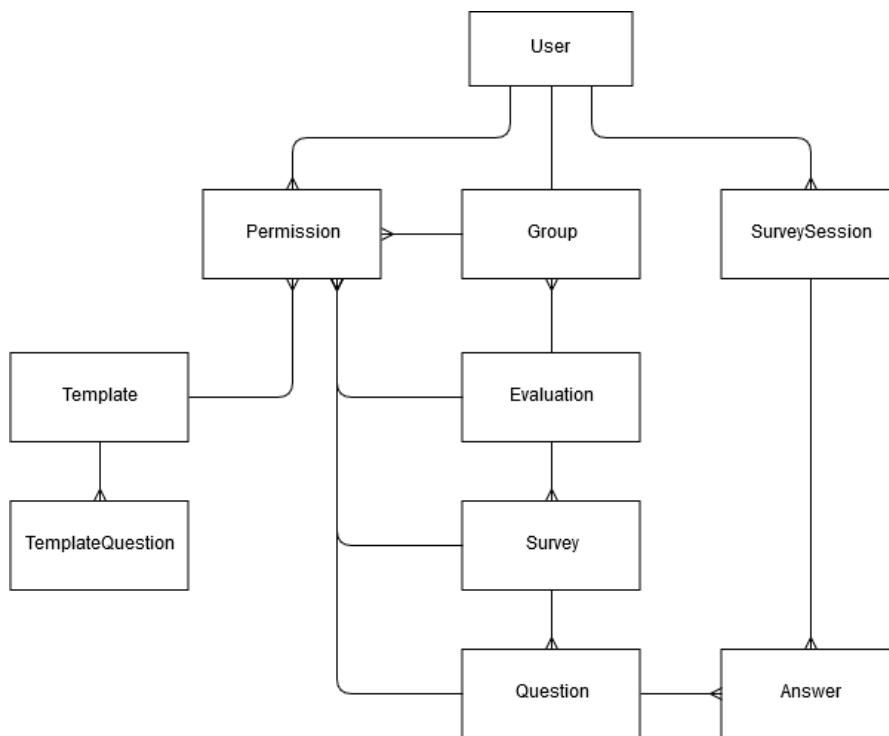 User
Permission
Group
SurveySession
Template
Evaluation
TemplateQuestion
Survey
Question
Answer